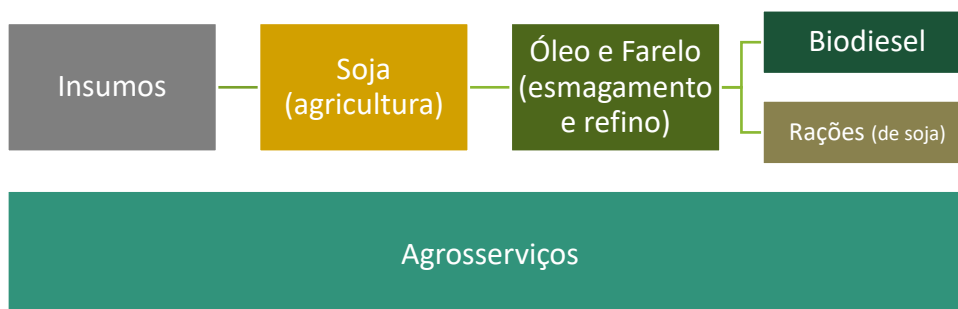 Insumos
Soja
(agricultura)
Óleo e Farelo
(esmagamento
e refino)
Biodiesel
Rações (de soja)
Agrosserviços